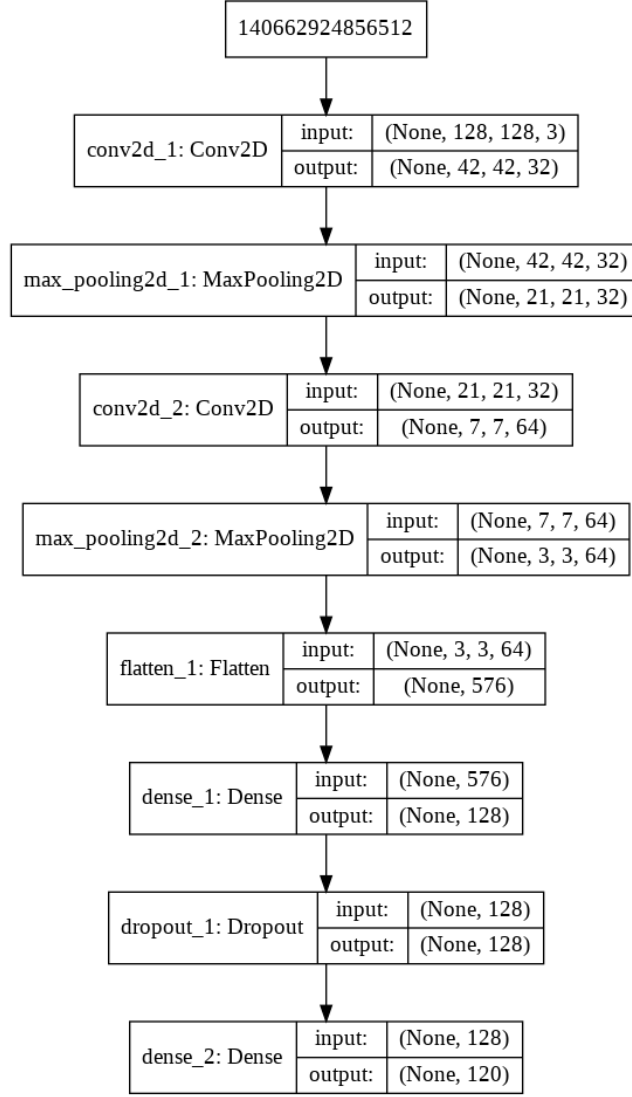 140662924856512
conv2d_1: Conv2D
input: (None, 128, 128, 3)
output: (None, 42, 42, 32)
max_pooling2d_1: MaxPooling2D
input: (None, 42, 42, 32)
output: (None, 21, 21, 32)
conv2d_2: Conv2D
input: (None, 21, 21, 32)
output: (None, 7, 7, 64)
max_pooling2d_2: MaxPooling2D
input: (None, 7, 7, 64)
output: (None, 3, 3, 64)
flatten_1: Flatten
input: (None, 3, 3, 64)
output: (None, 576)
dense_1: Dense
input: (None, 576)
output: (None, 128)
dropout_1: Dropout
input: (None, 128)
output: (None, 128)
dense_2: Dense
input: (None, 128)
output: (None, 120)